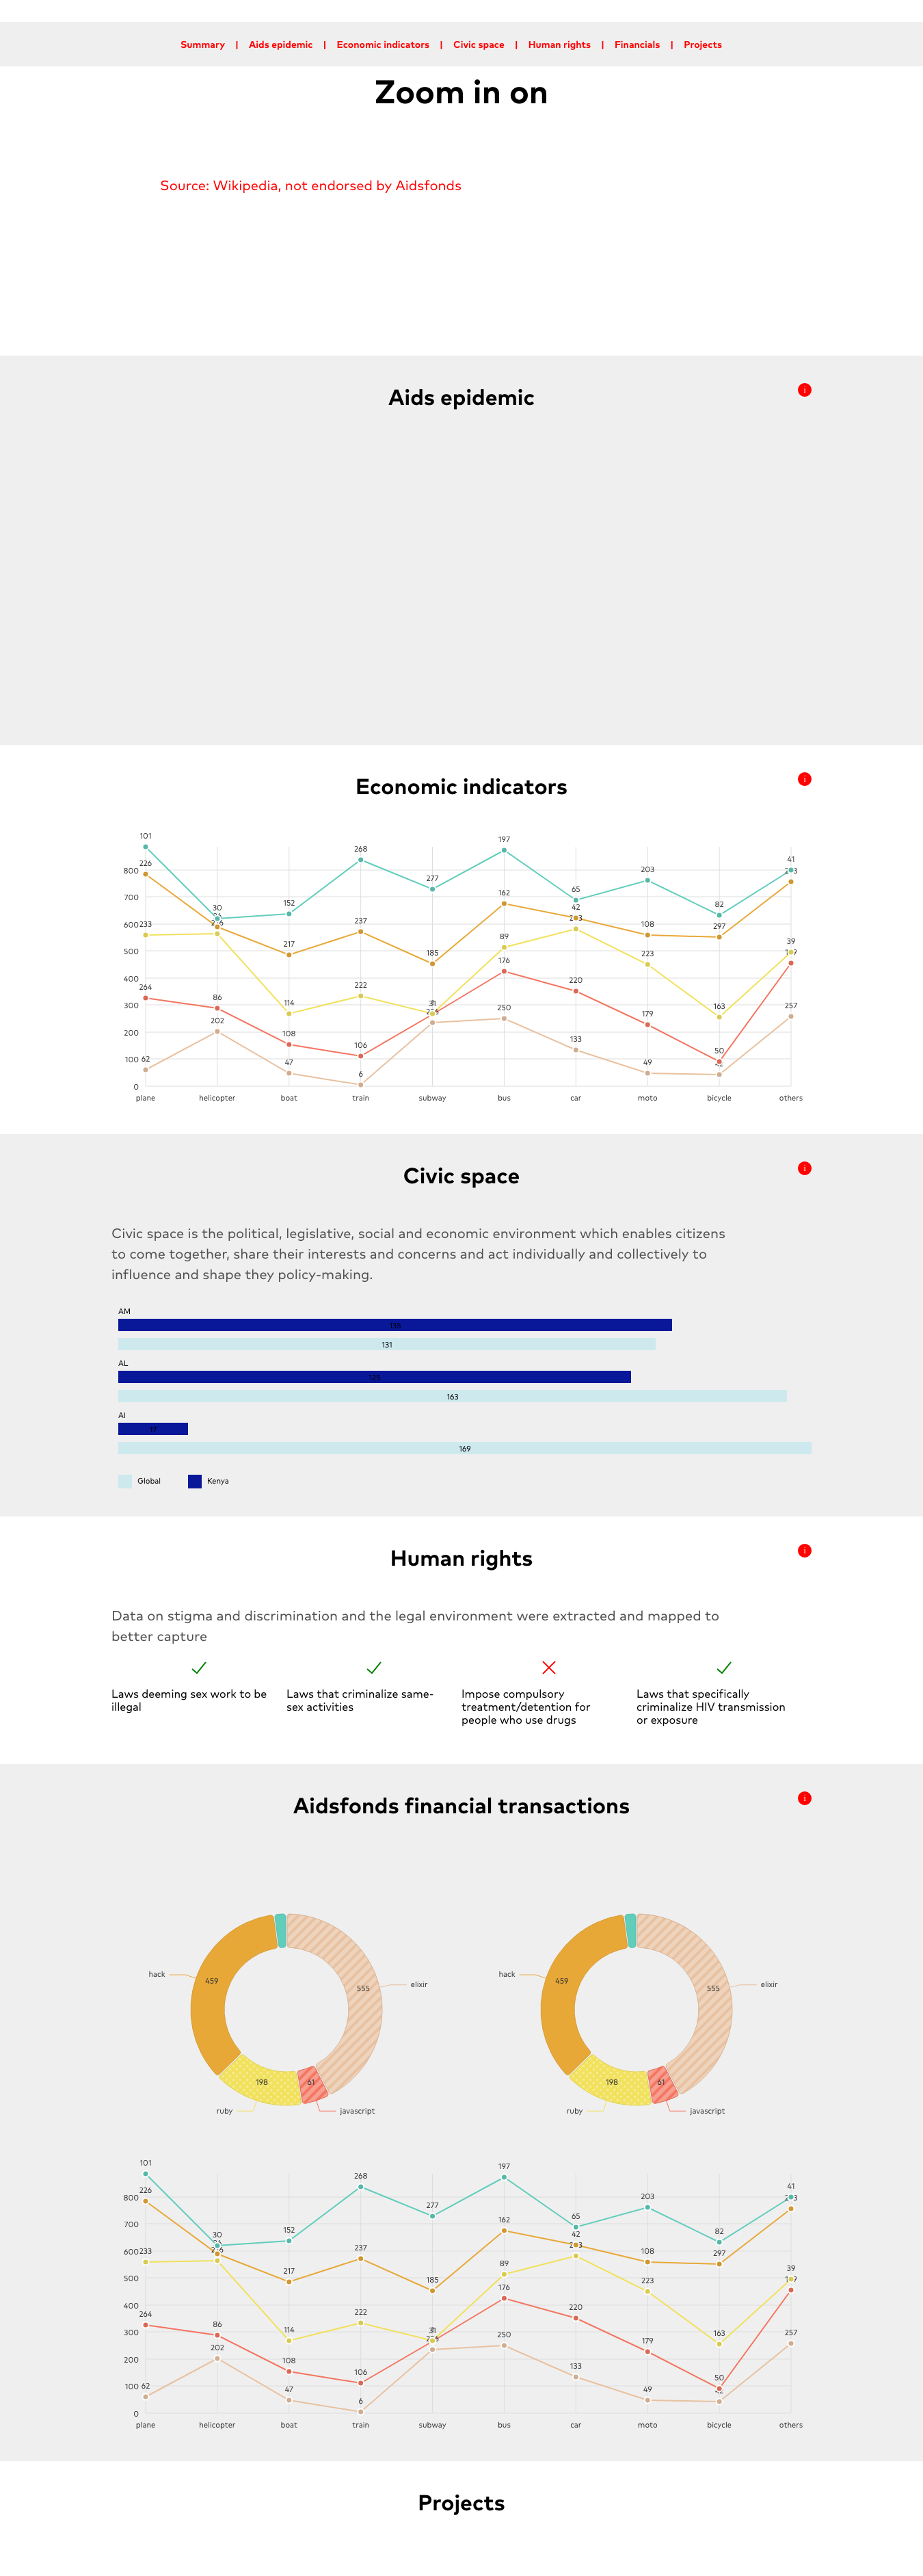 Summary | Aids epidemic | Economic indicators | Civic space | Human rights | Financials | Projects
Zoom in on
Source: Wikipedia, not endorsed by Aidsfonds
Aids epidemic
i
Economic indicators
i
101
268
197
226
30
152
277
65
203
41
800
162
42
82
700
237
108
297
600 233
217
185
89
223
39
500
176
400
264
222
220
163
300
86
114
31
179
202
108
250
257
200
106
133
50
100 62
47
6
49
0
plane helicopter boat train subway bus car moto bicycle others
Civic space
i
Civic space is the political, legislative, social and economic environment which enables citizens
to come together, share their interests and concerns and act individually and collectively to
influence and shape they policy-making.
AM
135
131
AL
125
163
AI
17
169
Global Kenya
Human rights
i
Data on stigma and discrimination and the legal environment were extracted and mapped to
better capture
Laws deeming sex work to be
illegal
Laws that criminalize same-
sex activities
Impose compulsory
treatment/detention for
people who use drugs
Laws that specifically
criminalize HIV transmission
or exposure
Aidsfonds financial transactions
i
hack 459 555 elixir
198 61
ruby javascript
hack 459 555 elixir
198 61
ruby javascript
101
268
197
226
30
152
277
65
203
41
800
162
42
82
700
237
108
297
600 233
217
185
89
223
39
500
176
400
264
222
220
163
300
86
114
31
179
202
108
250
257
200
106
133
50
100 62
47
6
49
0
plane helicopter boat train subway bus car moto bicycle others
Projects